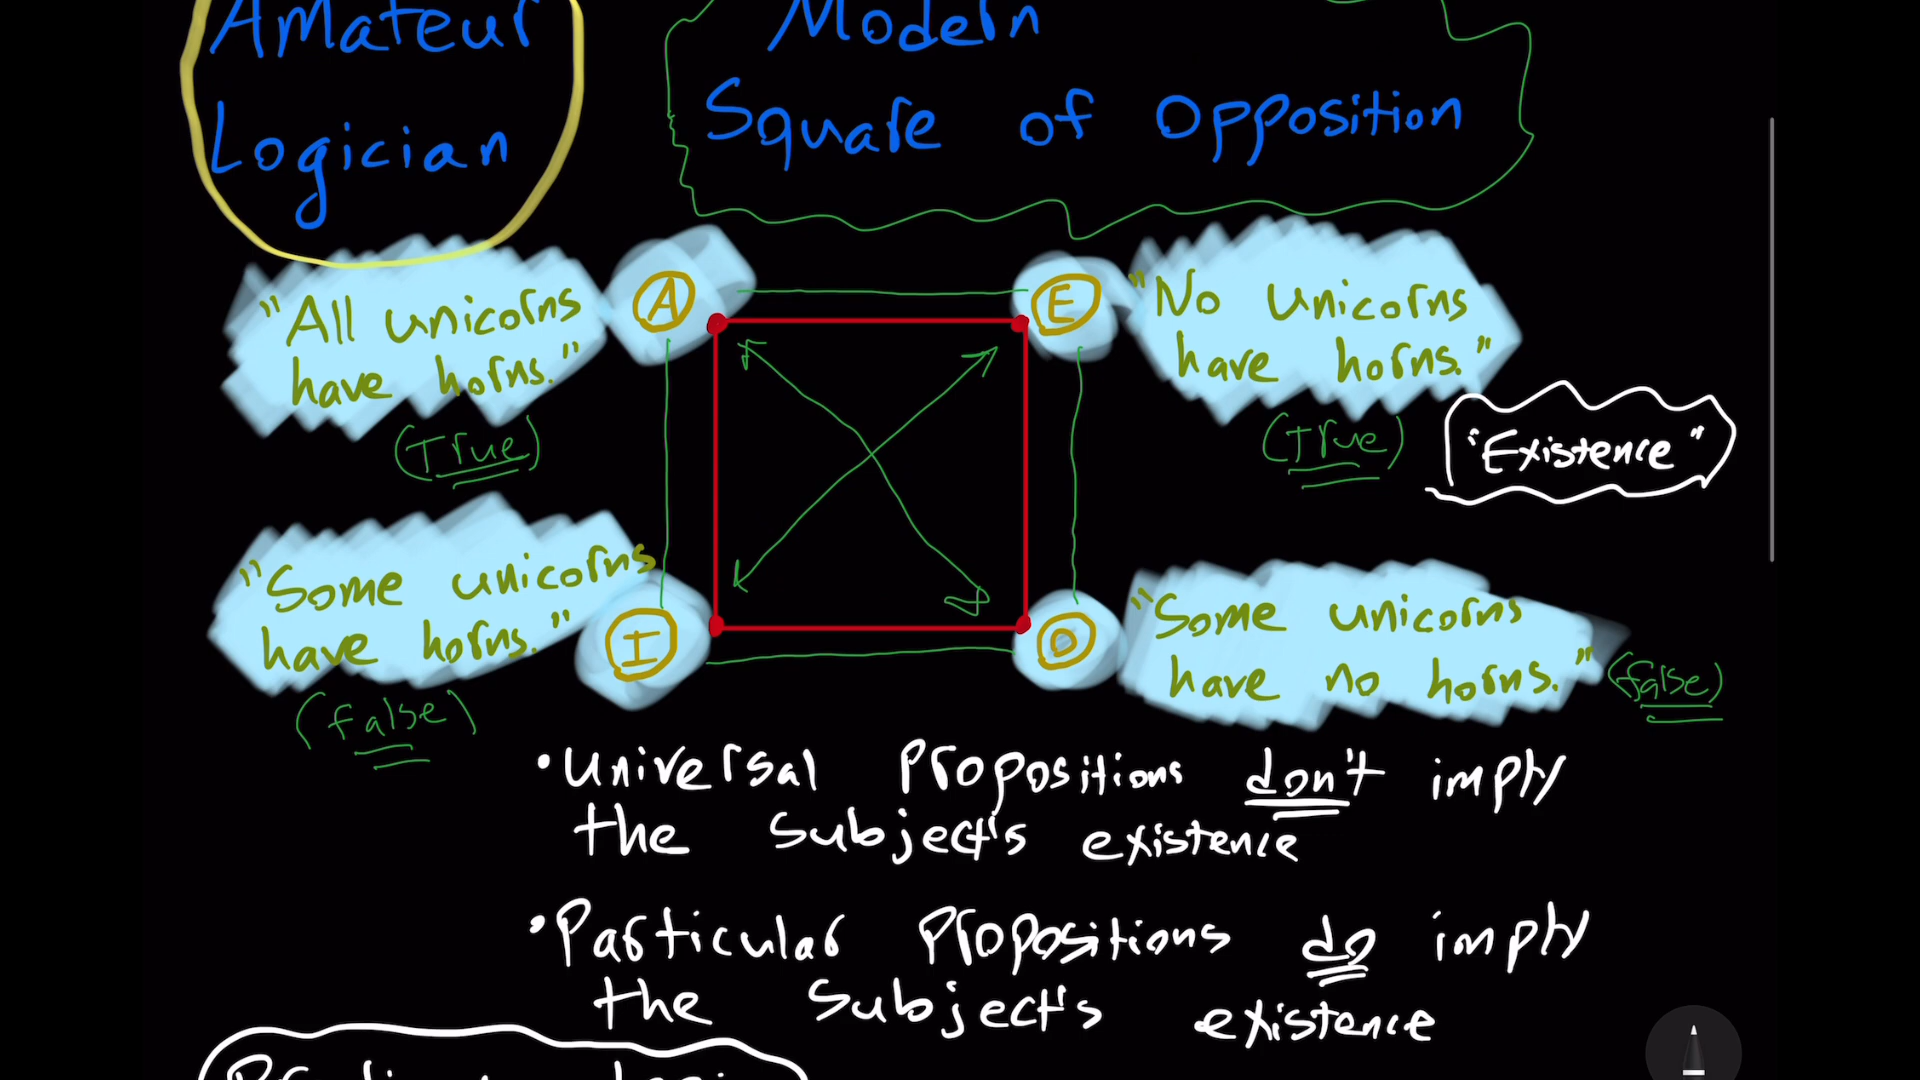 Amateur
Logician
Modern
Square of Opposition
"All unicorns
have horns."
(True)
A
E
"No unicorns
have horns."
(True)
"Existence"
"Some unicorns
have horns."
(false)
I
O
"Some unicorns
have no horns."
(false)
• Universal Propositions don't imply
the subject's existence
• Particular Propositions do imply
the subject's existence